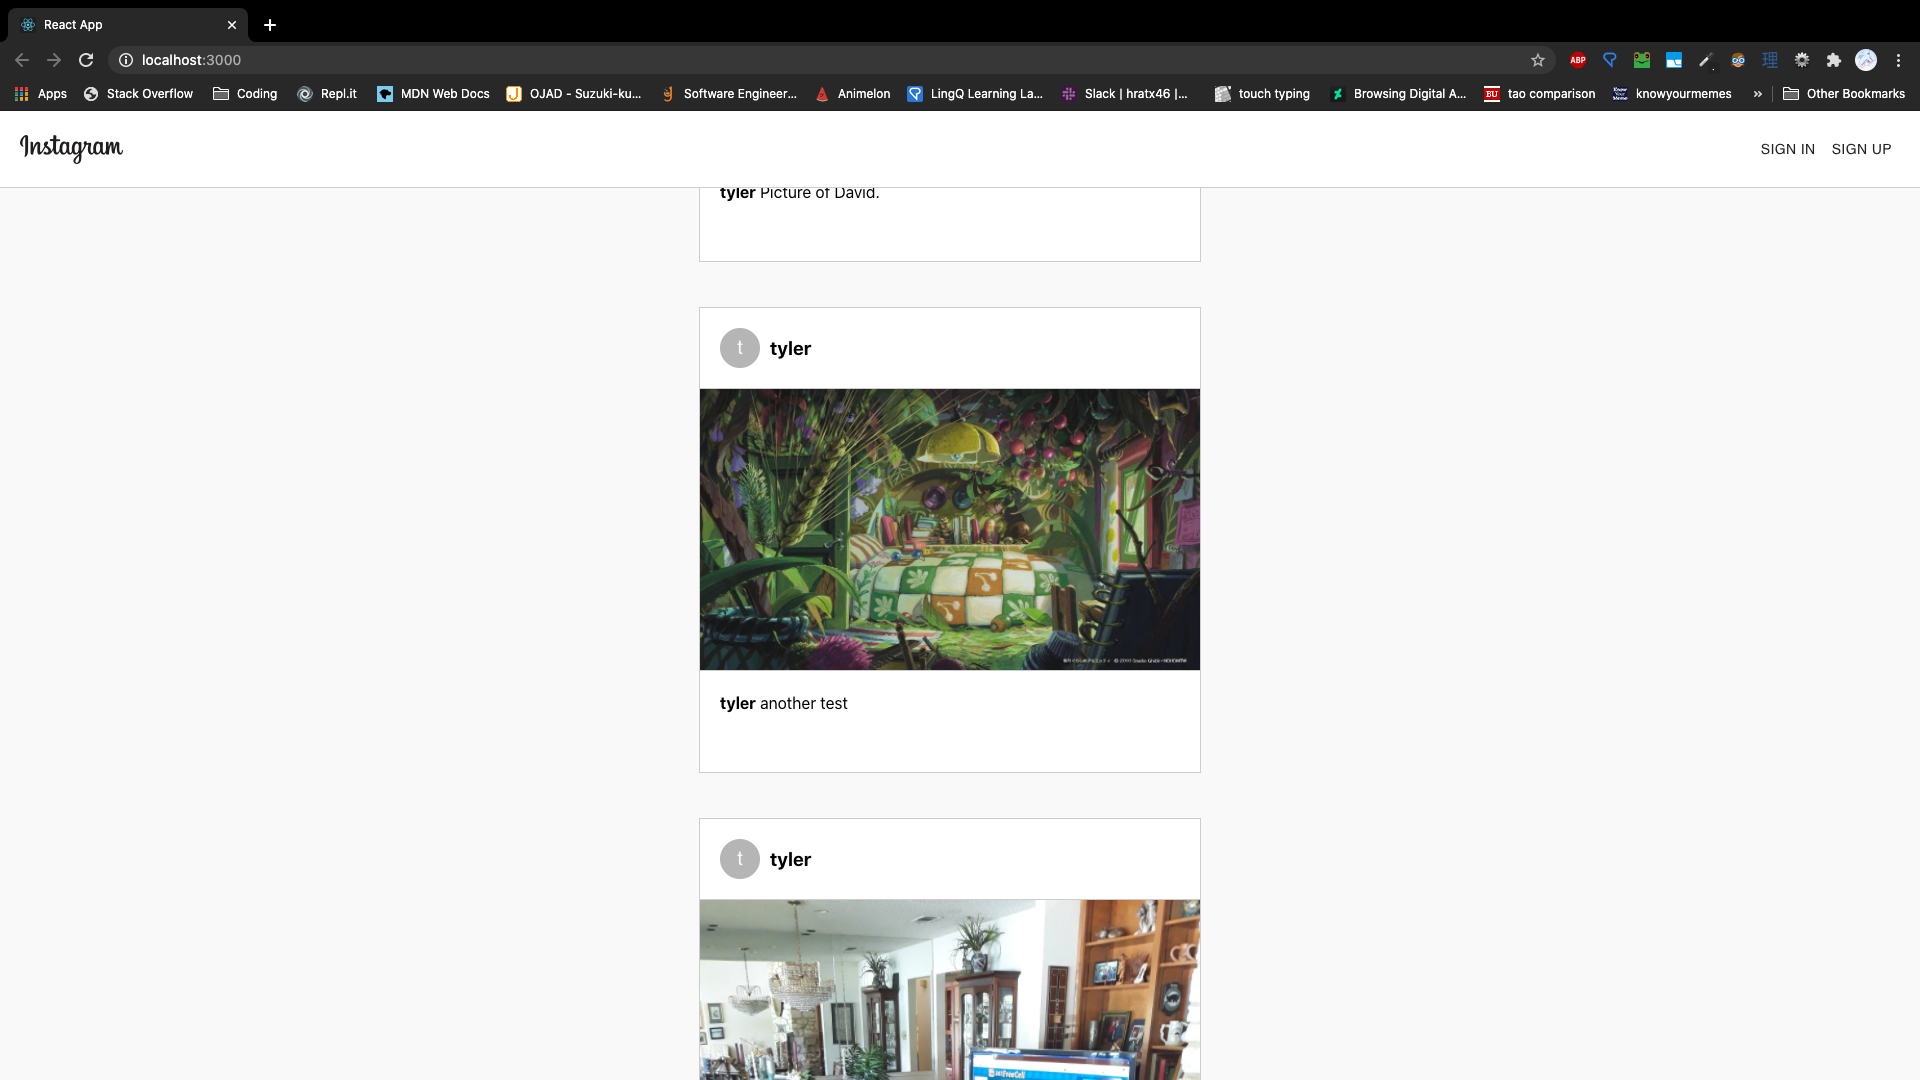 React App
localhost:3000
ABP
Apps Stack Overflow Coding Repl.it MDN Web Docs OJAD - Suzuki-ku... Software Engineer... Animelon LingQ Learning La... Slack | hratx46 |... touch typing Browsing Digital A... BU tao comparison knowyourmemes » Other Bookmarks
Instagram SIGN IN SIGN UP
tyler Picture of David.
t tyler
tyler another test
t tyler